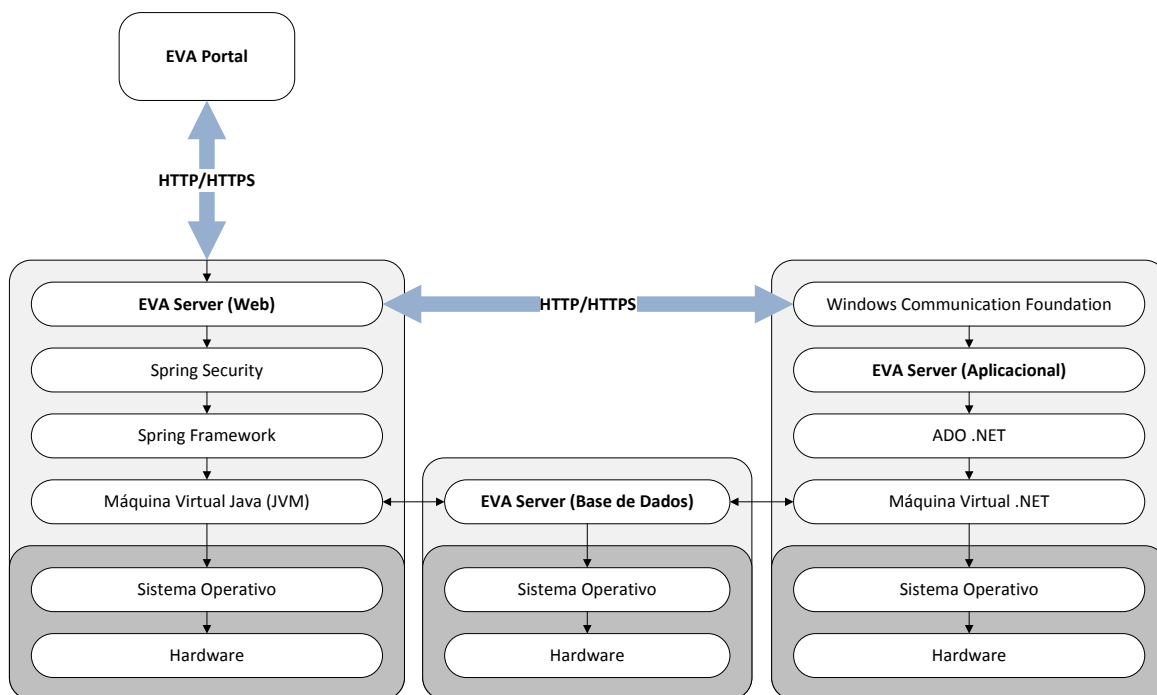 EVA Portal
HTTP/HTTPS
EVA Server (Web)
HTTP/HTTPS
Windows Communication Foundation
Spring Security
EVA Server (Aplicacional)
Spring Framework
ADO .NET
Máquina Virtual Java (JVM)
EVA Server (Base de Dados)
Máquina Virtual .NET
Sistema Operativo
Sistema Operativo
Sistema Operativo
Hardware
Hardware
Hardware